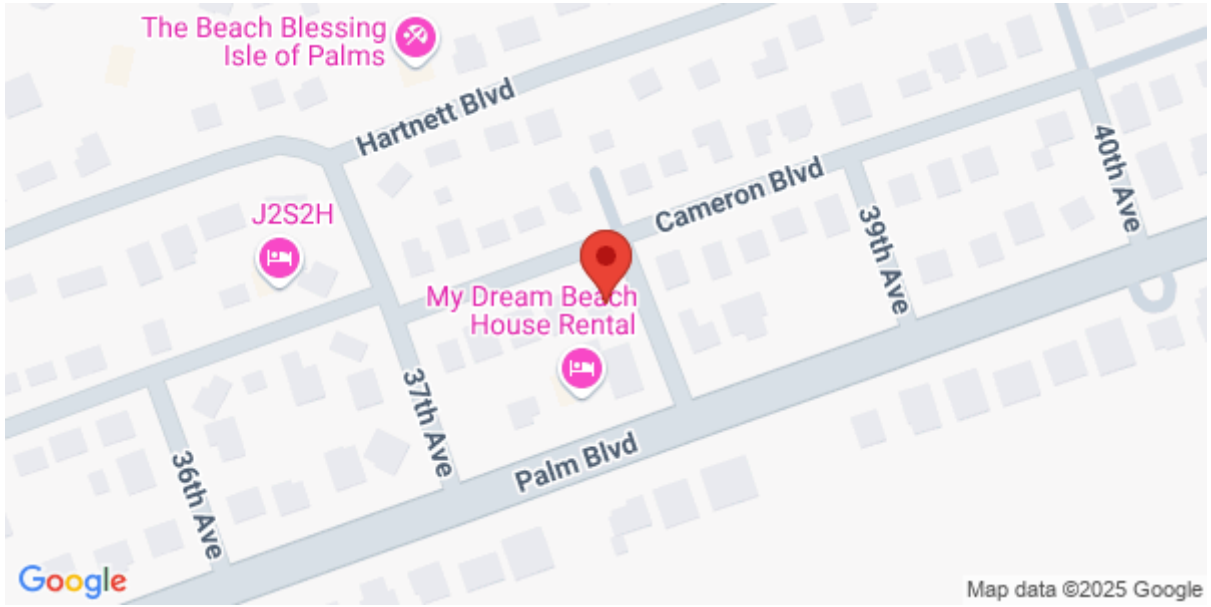 The Beach Blessing
Isle of Palms
Hartnett Blvd
40th Ave
Cameron Blvd
J2S2H
39th Ave
My Dream Beach
House Rental
37th Ave
Palm Blvd
36th Ave
Google
Map data ©2025 Google